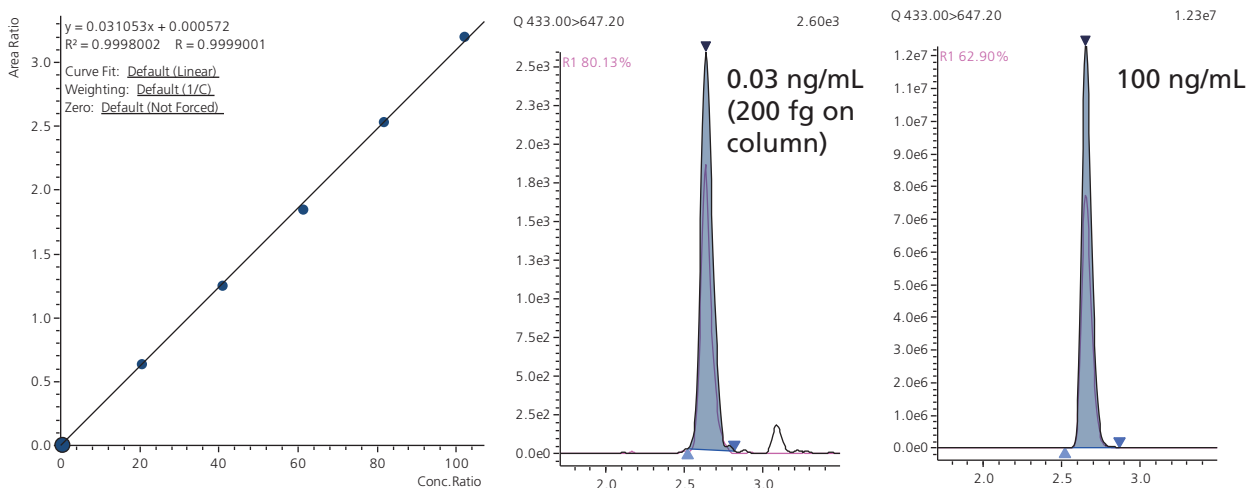 Area Ratio
y = 0.031053x + 0.000572
R² = 0.9998002 R = 0.9999001
Curve Fit: Default (Linear)
Weighting: Default (1/C)
Zero: Default (Not Forced)
3.0
2.5
2.0
1.5
1.0
0.5
0.0
0 20 40 60 80 100
Conc.Ratio
Q 433.00>647.20 2.60e3
R1 80.13%
0.03 ng/mL
(200 fg on
column)
2.5e3
2.3e3
2.0e3
1.8e3
1.5e3
1.3e3
1.0e3
7.5e2
5.0e2
2.5e2
0.0e0
2.0 2.5 3.0
Q 433.00>647.20 1.23e7
R1 62.90%
100 ng/mL
1.2e7
1.1e7
1.0e7
9.0e6
8.0e6
7.0e6
6.0e6
5.0e6
4.0e6
3.0e6
2.0e6
1.0e6
0.0e0
2.0 2.5 3.0